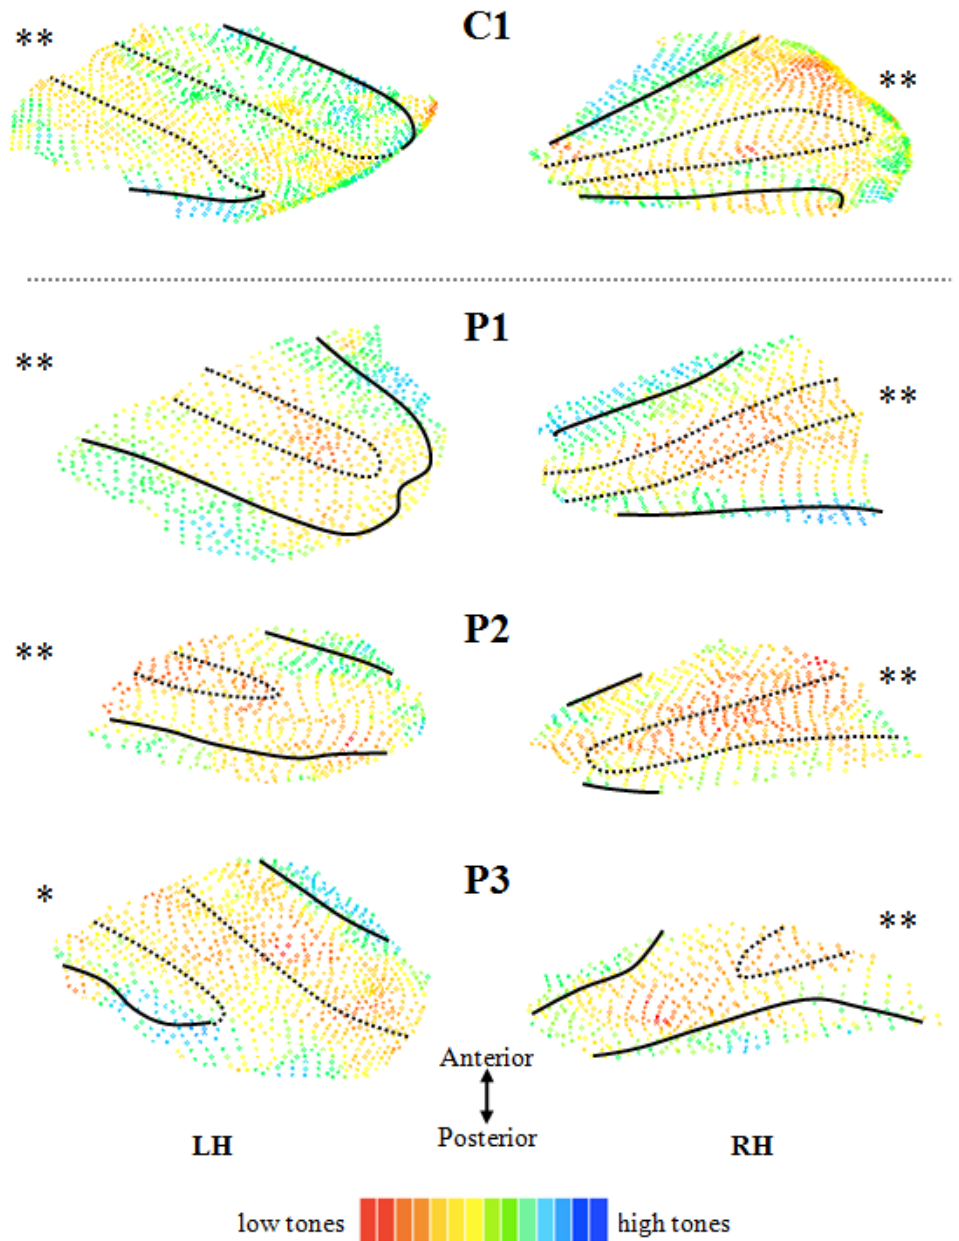 C1
**
**
P1
**
**
P2
**
**
P3
*
**
Anterior
Posterior
LH
RH
low tones
high tones